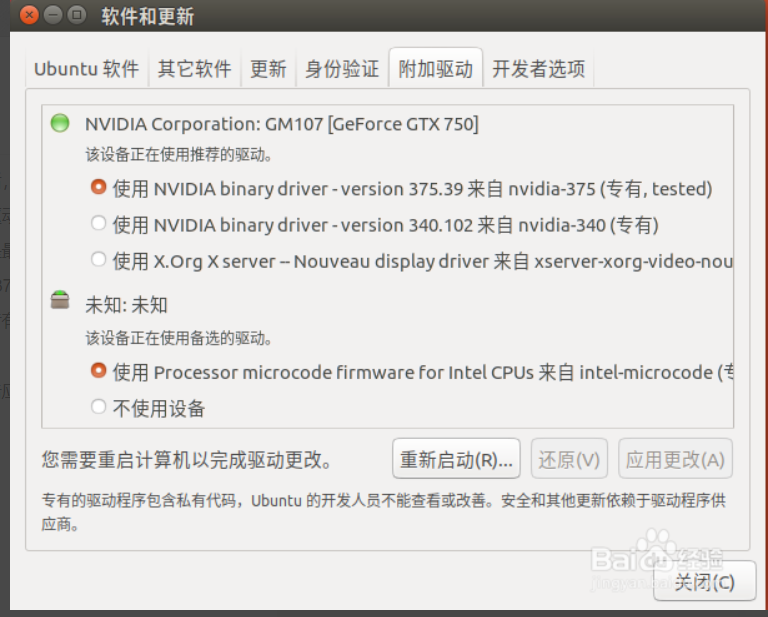 软件和更新
Ubuntu 软件 其它软件 更新 身份验证 附加驱动 开发者选项
NVIDIA Corporation: GM107 [GeForce GTX 750]
该设备正在使用推荐的驱动。
使用 NVIDIA binary driver - version 375.39 来自 nvidia-375 (专有, tested)
使用 NVIDIA binary driver - version 340.102 来自 nvidia-340 (专有)
使用 X.Org X server -- Nouveau display driver 来自 xserver-xorg-video-nou
未知: 未知
该设备正在使用备选的驱动。
使用 Processor microcode firmware for Intel CPUs 来自 intel-microcode (专
不使用设备
您需要重启计算机以完成驱动更改。 重新启动(R)... 还原(V) 应用更改(A)
专有的驱动程序包含私有代码，Ubuntu 的开发人员不能查看或改善。安全和其他更新依赖于驱动程序供
应商。
Bai 经验
关闭(C)